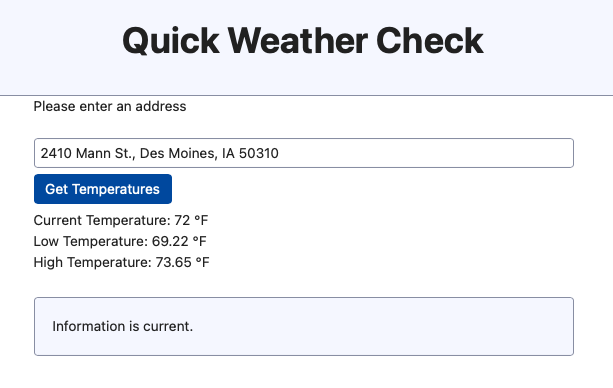 Quick Weather Check
Please enter an address
2410 Mann St., Des Moines, IA 50310
Get Temperatures
Current Temperature: 72 °F
Low Temperature: 69.22 °F
High Temperature: 73.65 °F
Information is current.